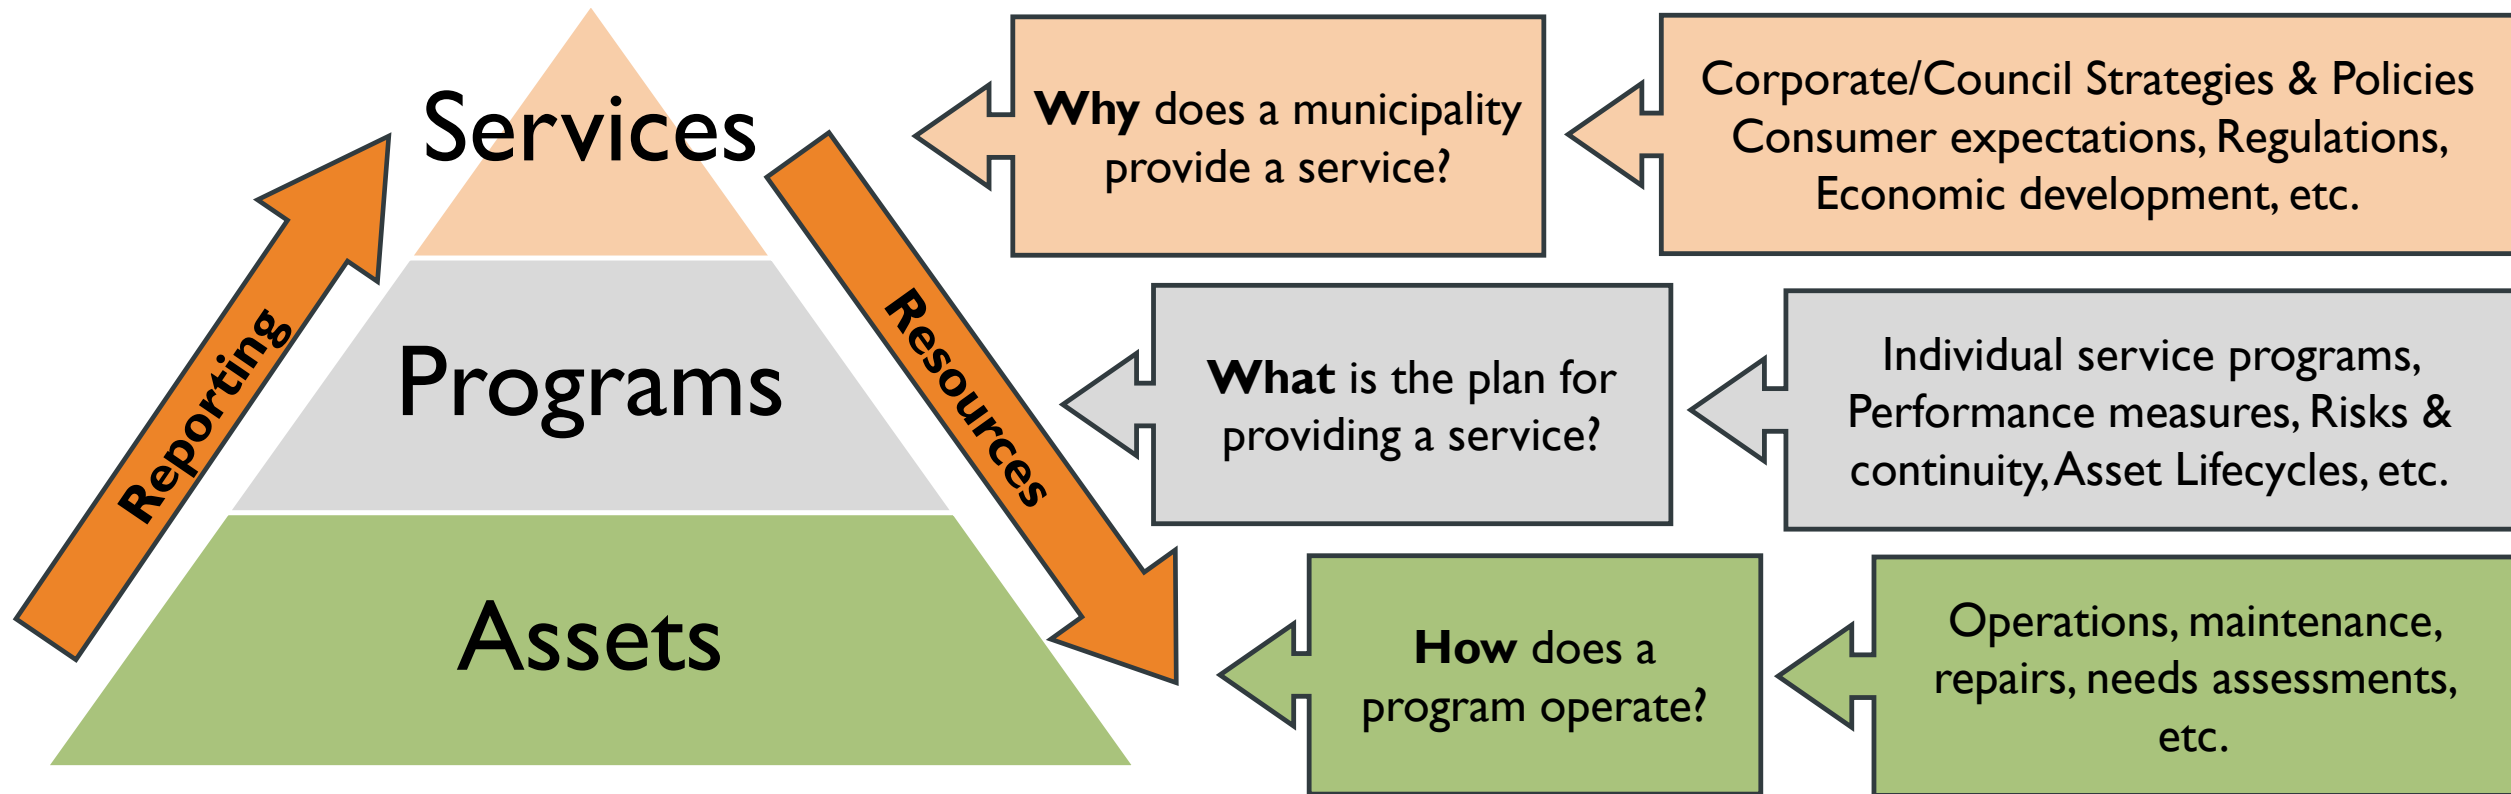 Services
Why does a municipality
provide a service?
Corporate/Council Strategies & Policies
Consumer expectations, Regulations,
Economic development, etc.
Reporting
Resources
Programs
What is the plan for
providing a service?
Individual service programs,
Performance measures, Risks &
continuity, Asset Lifecycles, etc.
Assets
How does a
program operate?
Operations, maintenance,
repairs, needs assessments,
etc.